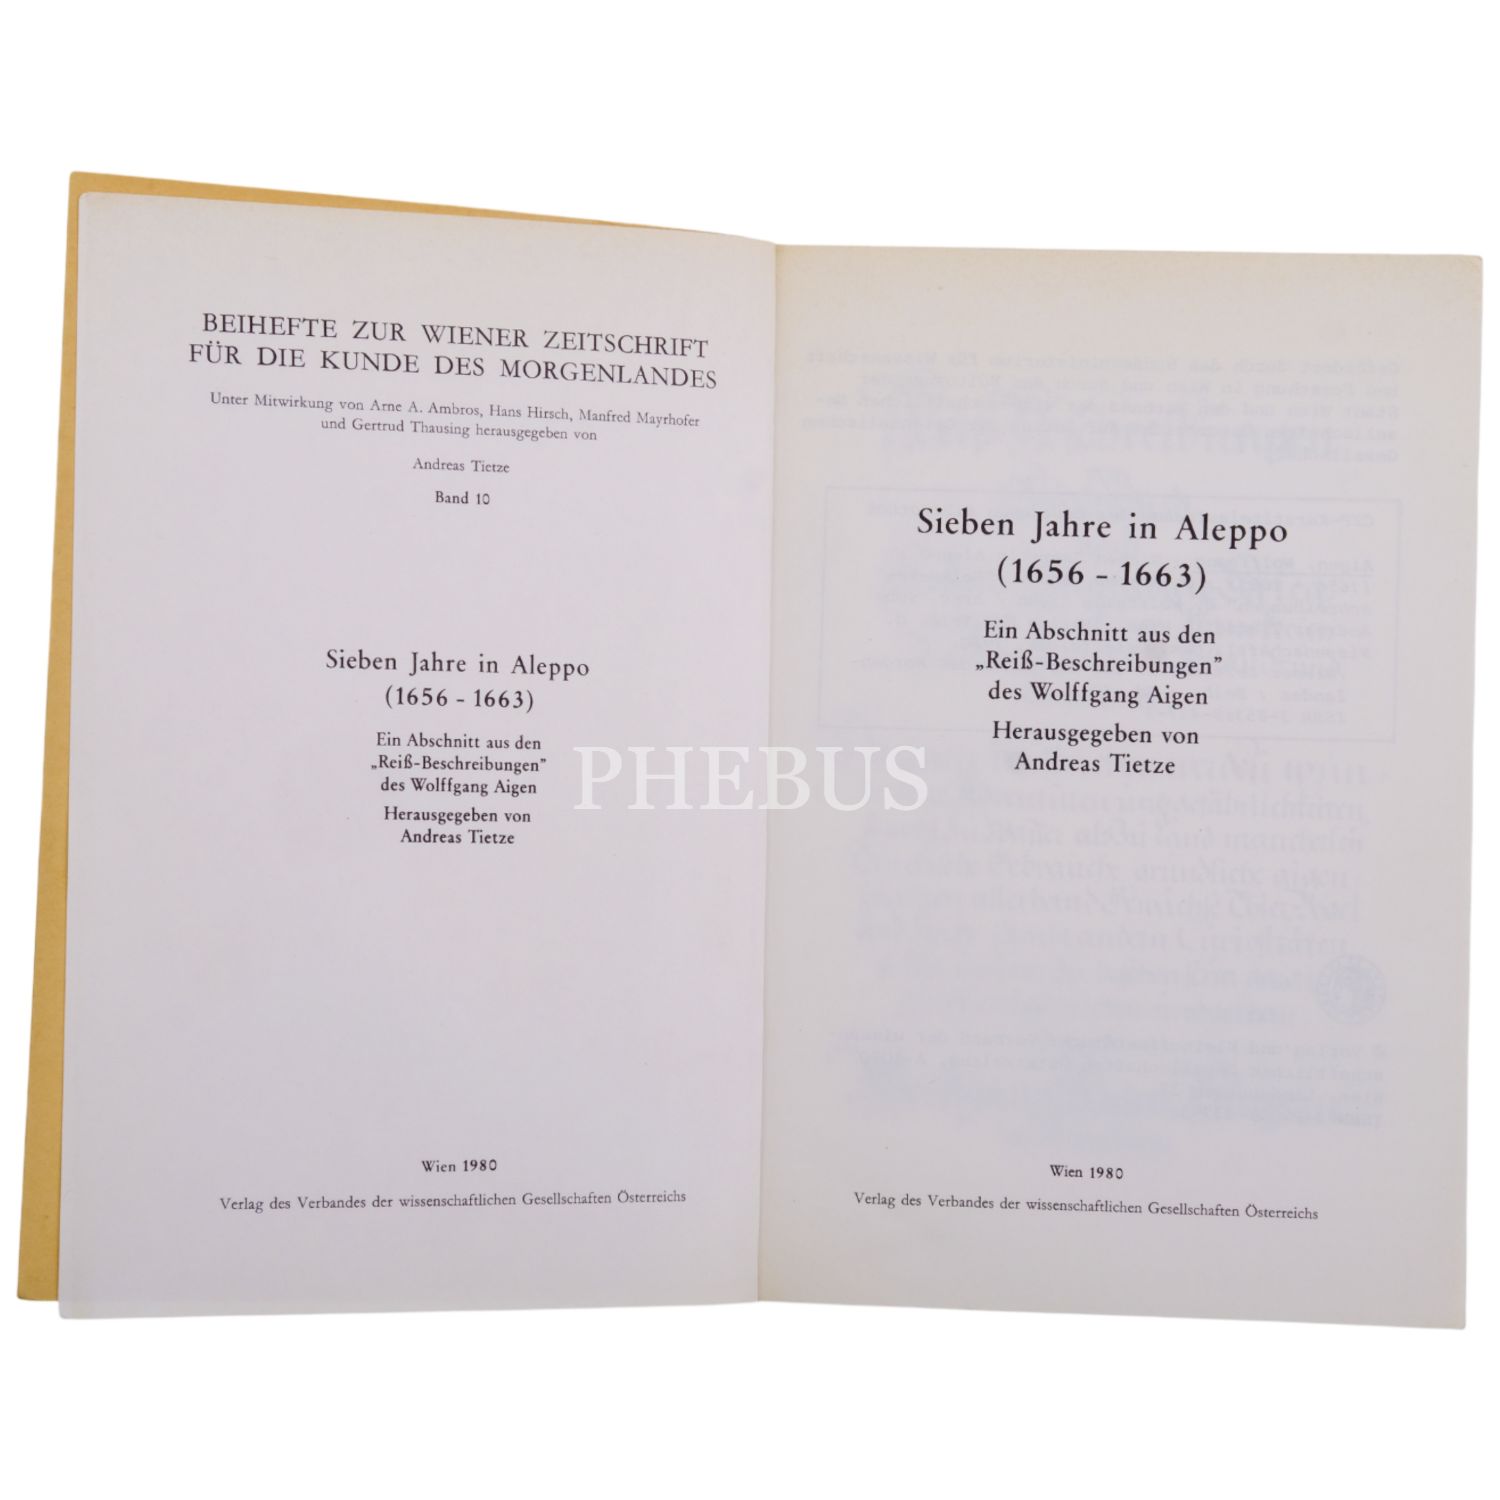 BEIHEFTE ZUR WIENER ZEITSCHRIFT
FÜR DIE KUNDE DES MORGENLANDES
Unter Mitwirkung von Arne A. Ambros, Hans Hirsch, Manfred Mayrhofer
und Gertrud Thausing herausgegeben von
Andreas Tietze
Band 10
Sieben Jahre in Aleppo
(1656 - 1663)
Ein Abschnitt aus den
„Reiß-Beschreibungen”
des Wolffgang Aigen
Herausgegeben von
Andreas Tietze
Wien 1980
Verlag des Verbandes der wissenschaftlichen Gesellschaften Österreichs
Sieben Jahre in Aleppo
(1656 - 1663)
Ein Abschnitt aus den
„Reiß-Beschreibungen”
des Wolffgang Aigen
Herausgegeben von
Andreas Tietze
Wien 1980
Verlag des Verbandes der wissenschaftlichen Gesellschaften Österreichs
PHEBUS